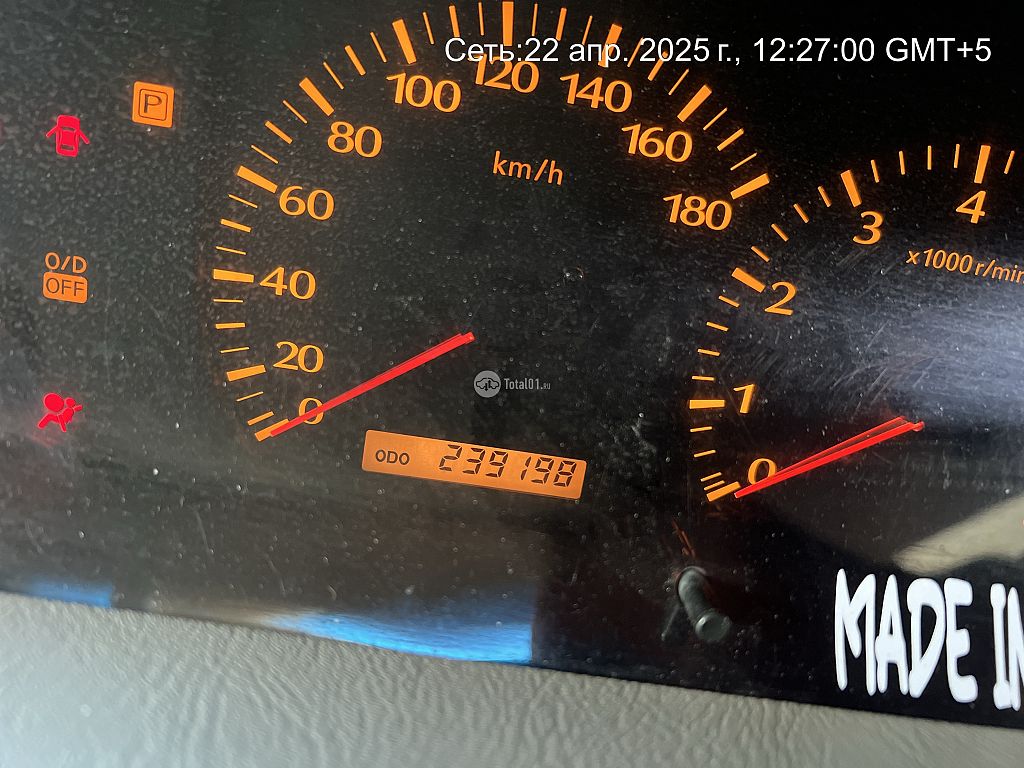 Сеть:22 апр. 2025 г., 12:27:00 GMT+5
P
O/D
OFF
0
20
40
60
80
100
120
140
160
180
km/h
ODO 239198
Total01.RU
0
1
2
3
4
x1000 r/min
MADE IN